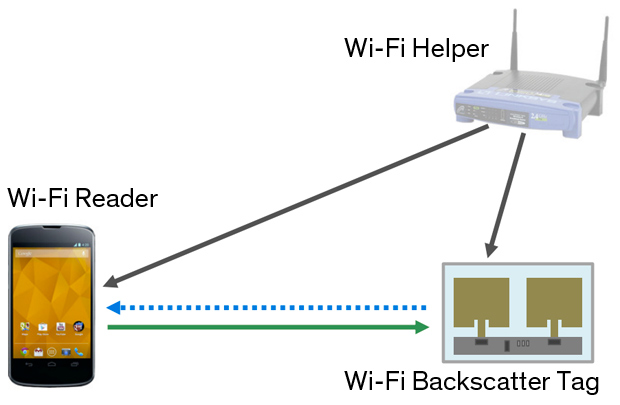 Wi-Fi Helper
Wi-Fi Reader
Wi-Fi Backscatter Tag